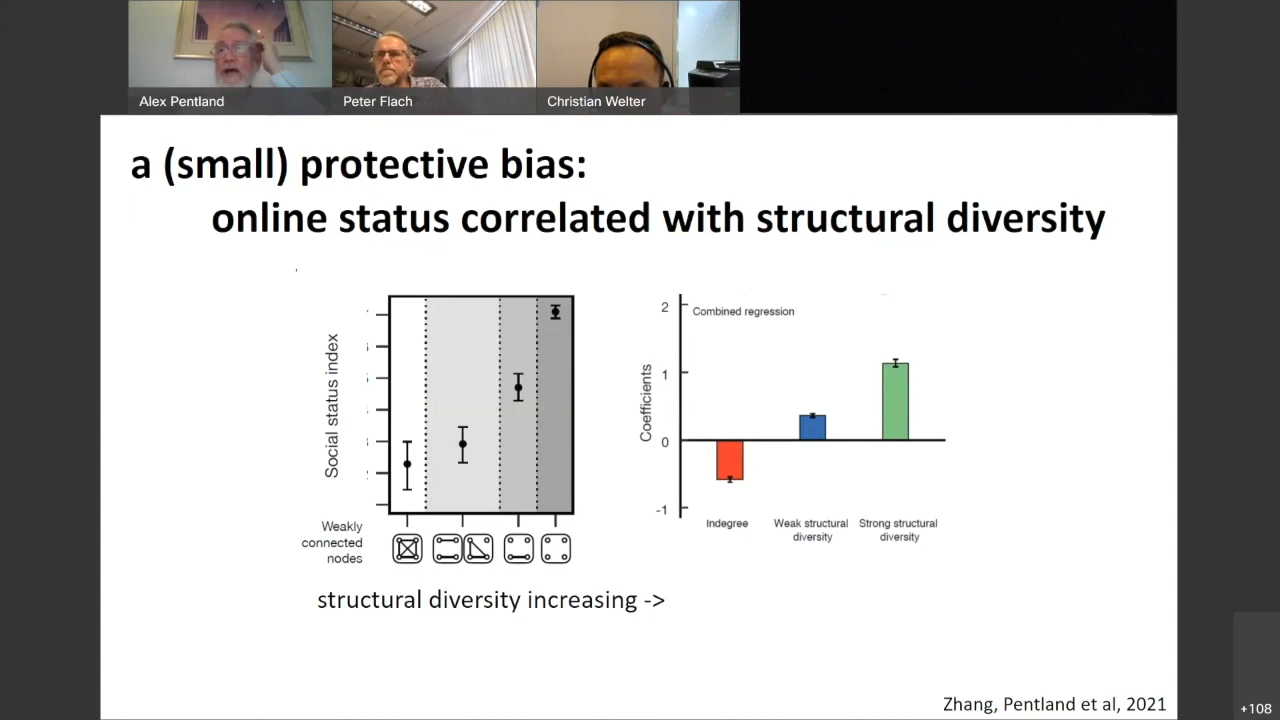 Alex Pentland
Peter Flach
Christian Welter
a (small) protective bias:
online status correlated with structural diversity
Social status index
Weakly
connected
nodes
structural diversity increasing ->
2
1
0
-1
Coefficients
Combined regression
Indegree
Weak structural
diversity
Strong structural
diversity
Zhang, Pentland et al, 2021
+108